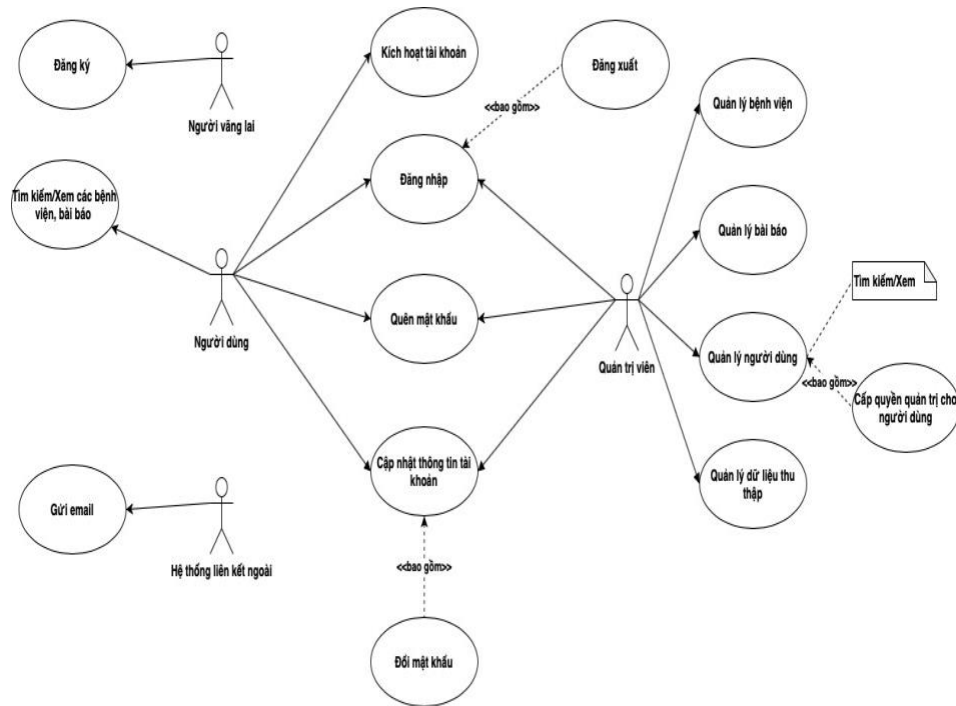 Đăng ký
Người vãng lai
Kích hoạt tài khoản
Đăng xuất
<<bao gồm>>
Quản lý bệnh viện
Tìm kiếm/Xem các bệnh
viện, bài báo
Đăng nhập
Quản lý bài báo
Người dùng
Quên mật khẩu
Quản trị viên
Tìm kiếm/Xem
Quản lý người dùng
<<bao gồm>>
Cấp quyền quản trị cho
người dùng
Cập nhật thông tin tài
khoản
Quản lý dữ liệu thu
thập
Gửi email
Hệ thống liên kết ngoài
<<bao gồm>>
Đổi mật khẩu